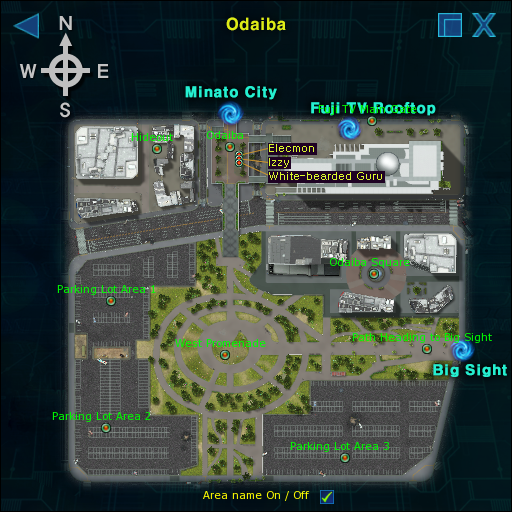 Odaiba
N
W E
S
Minato City
Fuji TV Rooftop
Odaiba
Elecmon
Izzy
White-bearded Guru
Odaiba Square
Parking Lot Area
West Promenade
Path Heading to Big Sight
Big Sight
Parking Lot Area 2
Parking Lot Area 3
Area name On / Off